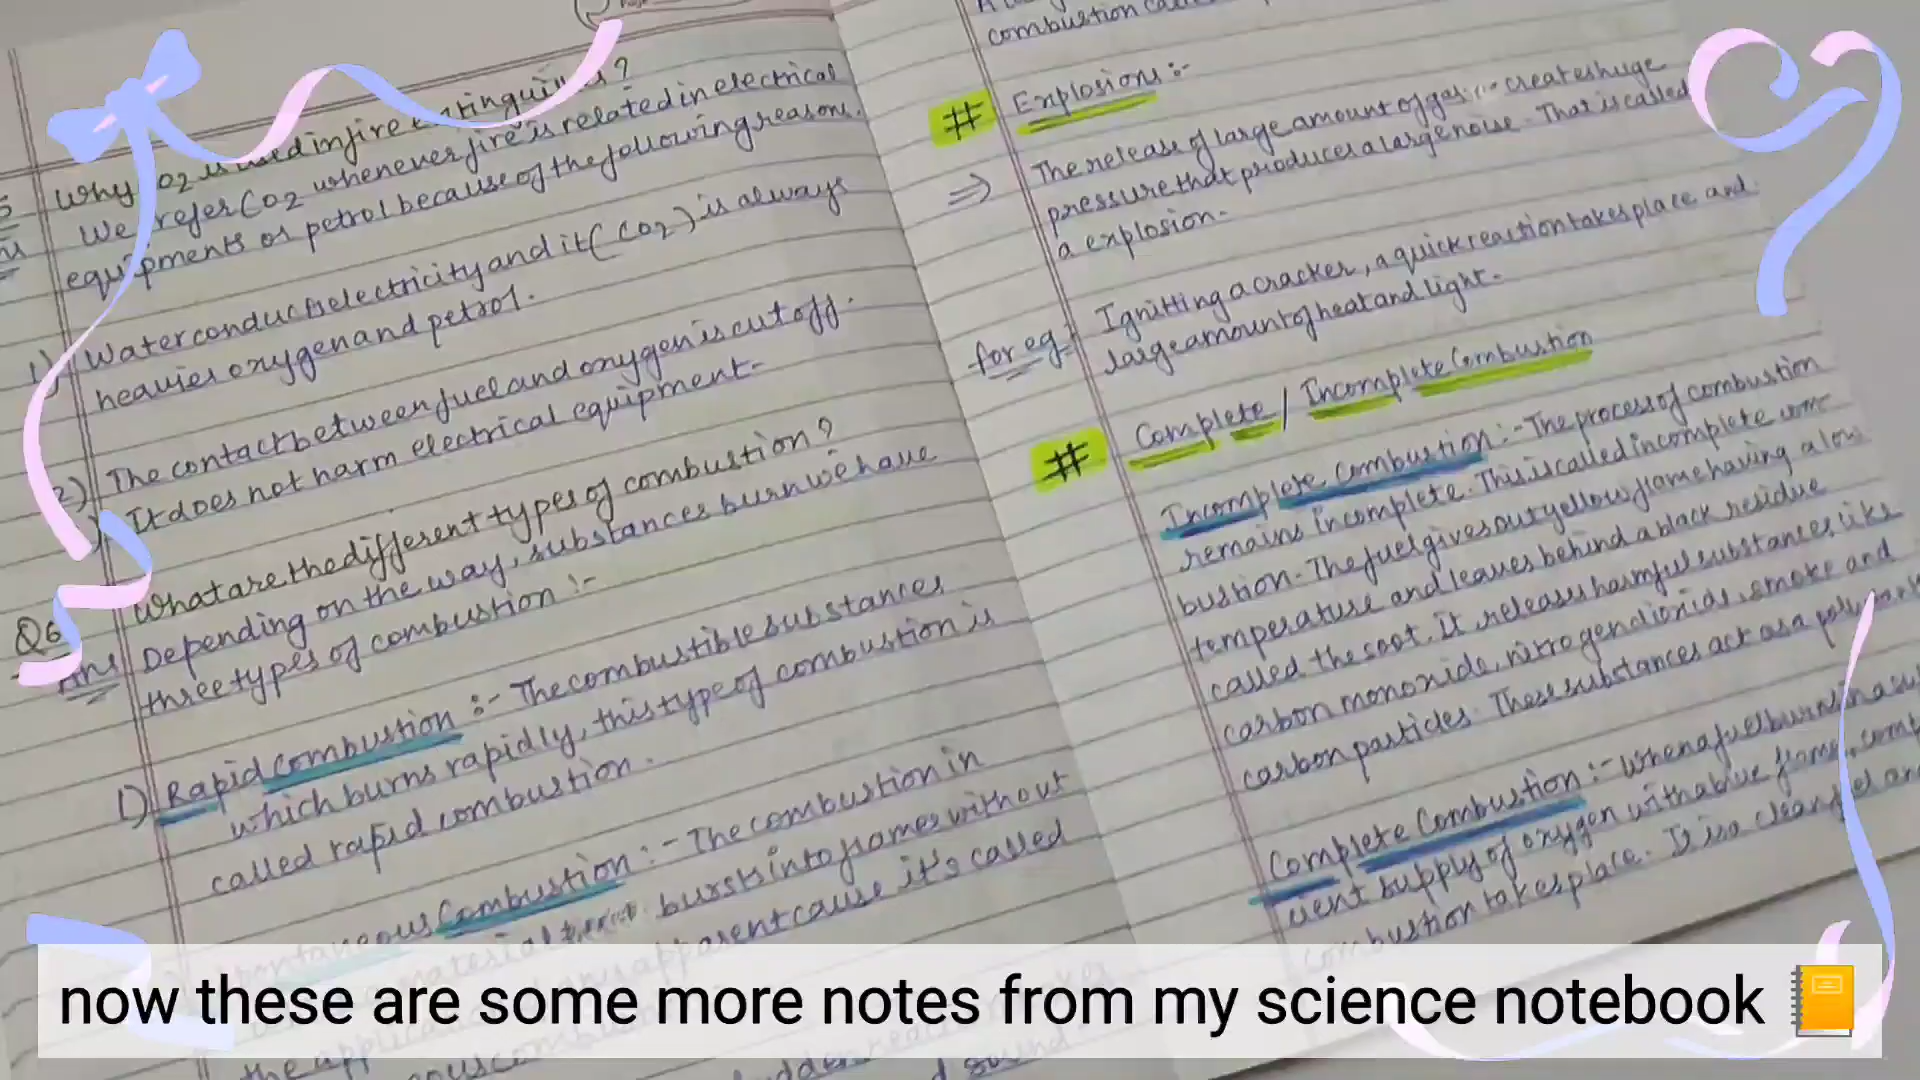 Why CO2 is used in fire
We refer CO2 whenever fire is related in electrical
equipments or petrol because of the following reasons.
1) Water conducts electricity and it (CO2) is always
heavier oxygen and petrol.
2) The contact between fuel and oxygen is cut off.
It does not harm electrical equipment.
Q6 What are the different types of combustion?
Ans Depending on the way, substances burn we have
three types of combustion :-
1) Rapid Combustion :- The combustible substances
which burns rapidly, this type of combustion is
called rapid combustion.
Combustion :- The combustion in
bursts into flames without
apparent cause it's called
combustion
# Explosions :-
⇒ The release of large amount of gas creates huge
pressure that produces a large noise. That is called
a explosion.
for eg :- Ignitting a cracker, a quick reaction takes place and
large amount of heat and light.
# Complete / Incomplete Combustion
Incomplete Combustion :- The process of combustion
remains incomplete. This is called incomplete com
bustion. The fuel gives out yellow flame having a low
temperature and leaves behind a black residue
called the soot. It releases harmful substances like
carbon monoxide, nitrogen dioxide, smoke and
carbon particles. These substances act as a
Complete Combustion :- When a fuel burns in a
cient supply of oxygen with a blue flame,
combustion takes place. It is a clean fuel
now these are some more notes from my science notebook 📒